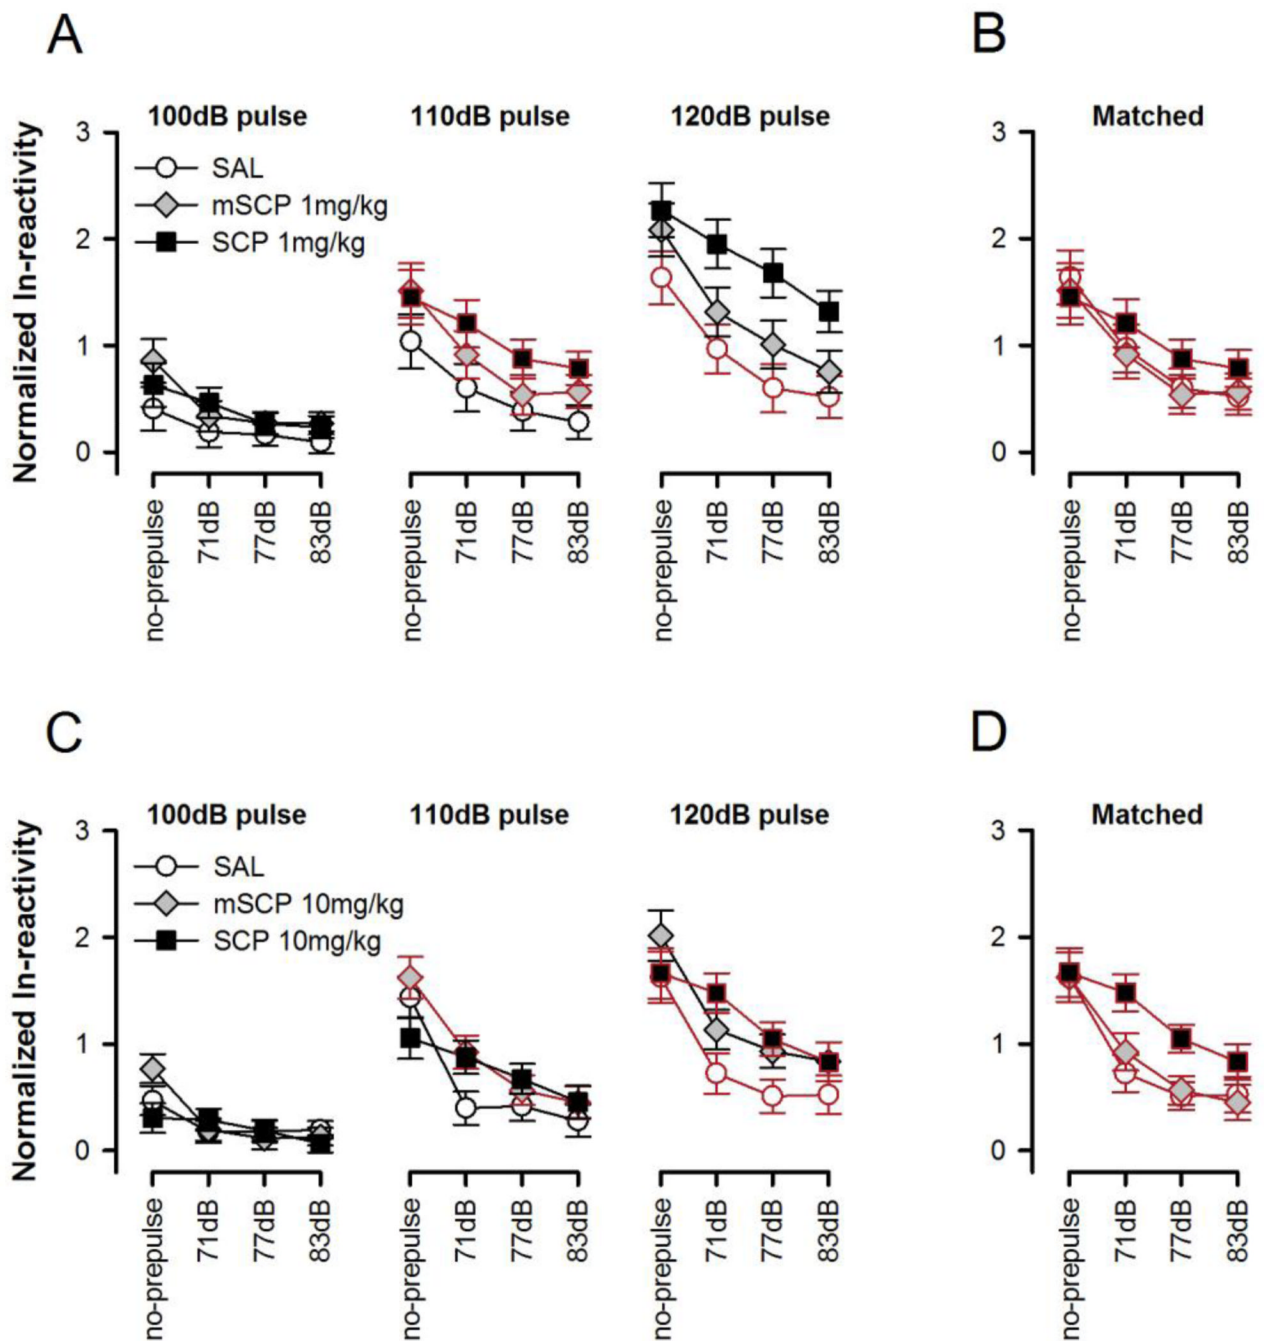 A
B
100dB pulse
110dB pulse
120dB pulse
Matched
Normalized In-reactivity
3
2
1
0
SAL
mSCP 1mg/kg
SCP 1mg/kg
3
2
1
0
no-prepulse
71dB
77dB
83dB
no-prepulse
71dB
77dB
83dB
no-prepulse
71dB
77dB
83dB
no-prepulse
71dB
77dB
83dB
C
D
100dB pulse
110dB pulse
120dB pulse
Matched
Normalized In-reactivity
3
2
1
0
SAL
mSCP 10mg/kg
SCP 10mg/kg
3
2
1
0
no-prepulse
71dB
77dB
83dB
no-prepulse
71dB
77dB
83dB
no-prepulse
71dB
77dB
83dB
no-prepulse
71dB
77dB
83dB